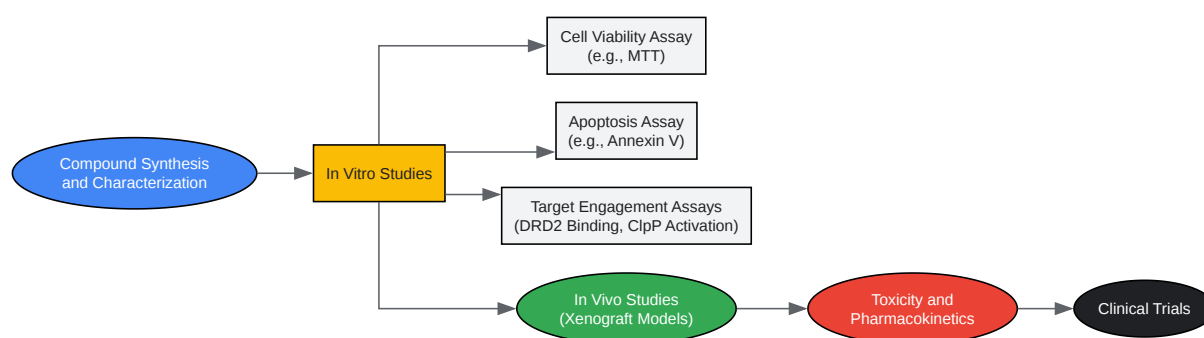 Cell Viability Assay
(e.g., MTT)
Apoptosis Assay
(e.g., Annexin V)
Compound Synthesis
and Characterization
In Vitro Studies
Target Engagement Assays
(DRD2 Binding, ClpP Activation)
In Vivo Studies
(Xenograft Models)
Toxicity and
Pharmacokinetics
Clinical Trials